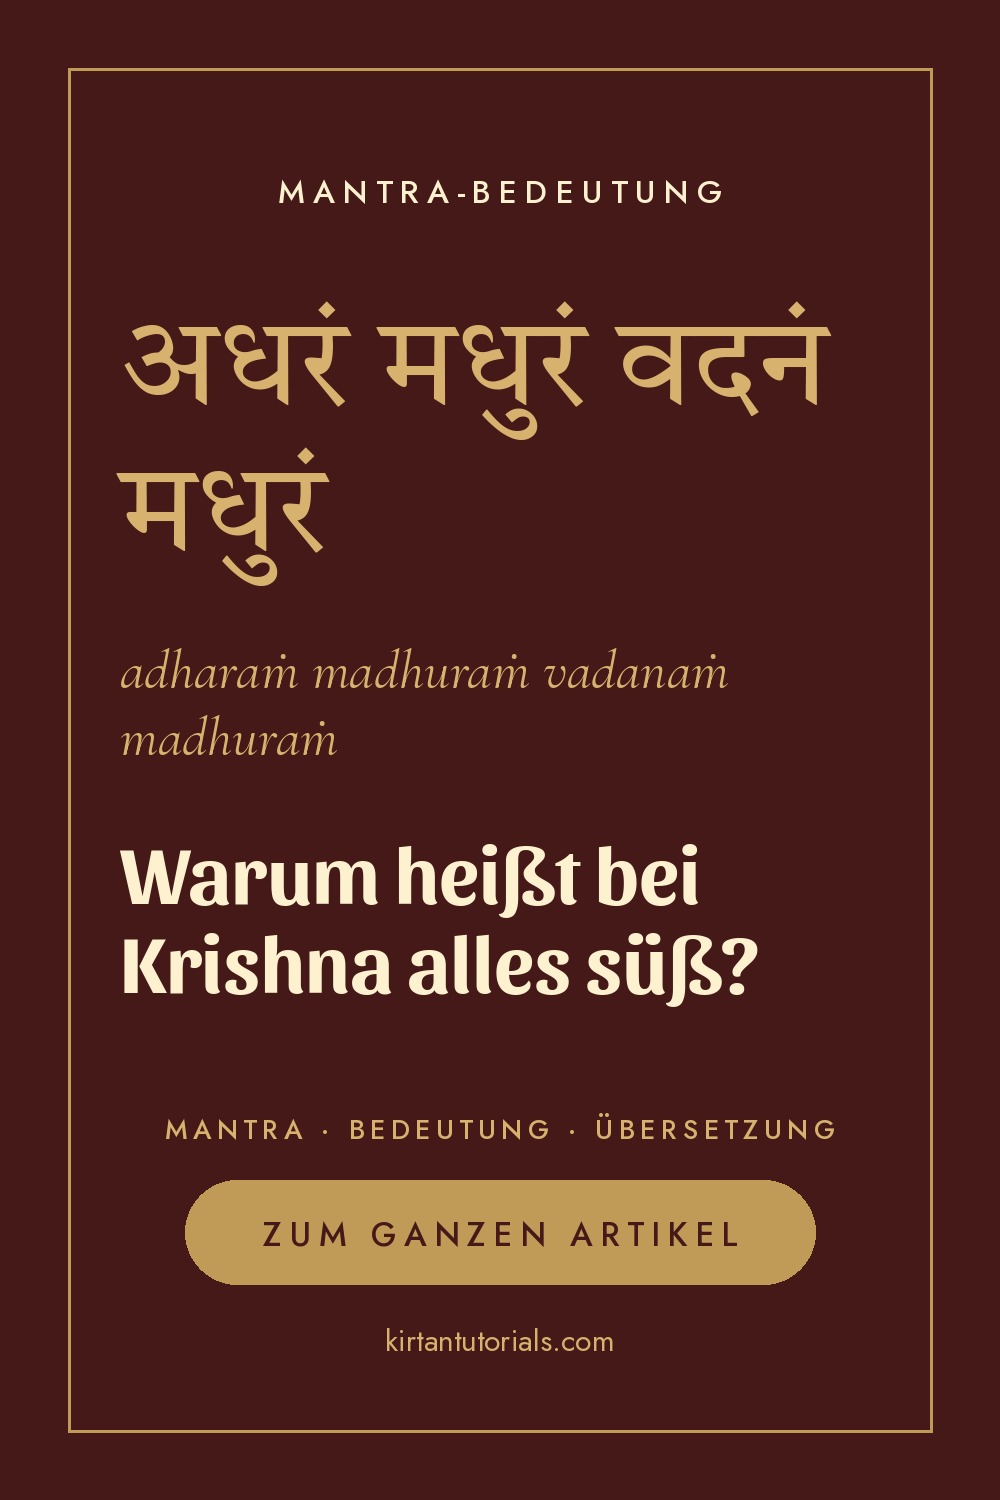 MANTRA-BEDEUTUNG
अधरं मधुरं वदनं
मधुरं
adharaṁ madhuraṁ vadanaṁ
madhuraṁ
Warum heißt bei
Krishna alles süß?
MANTRA · BEDEUTUNG · ÜBERSETZUNG
ZUM GANZEN ARTIKEL
kirtantutorials.com